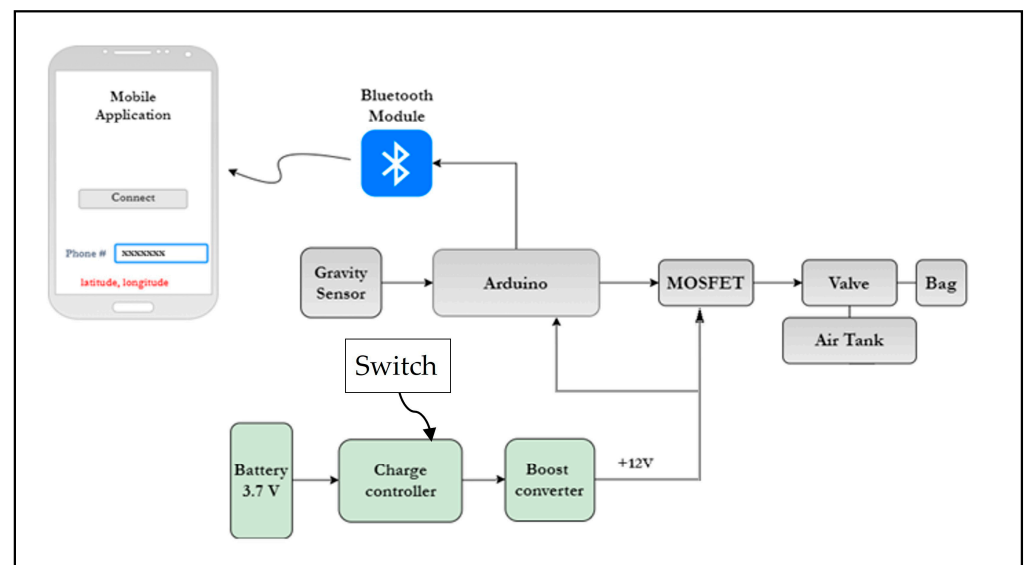 Mobile
Application
Connect
Phone #
xxxxxxx
latitude, longitude
Bluetooth
Module
Gravity
Sensor
Arduino
MOSFET
Valve
Bag
Air Tank
Switch
Battery
3.7 V
Charge
controller
Boost
converter
+12V